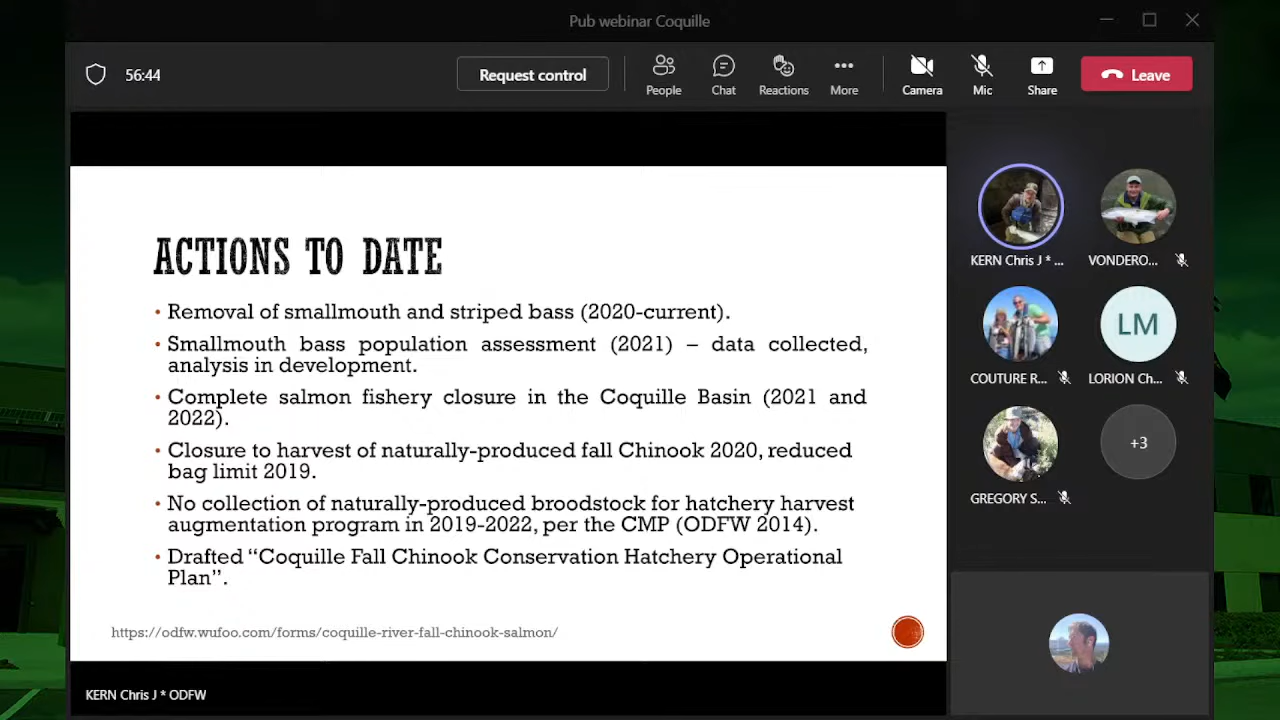 Pub webinar Coquille
56:44
Request control
People
Chat
Reactions
More
Camera
Mic
Share
Leave
ACTIONS TO DATE
• Removal of smallmouth and striped bass (2020-current).
• Smallmouth bass population assessment (2021) – data collected,
analysis in development.
• Complete salmon fishery closure in the Coquille Basin (2021 and
2022).
• Closure to harvest of naturally-produced fall Chinook 2020, reduced
bag limit 2019.
• No collection of naturally-produced broodstock for hatchery harvest
augmentation program in 2019-2022, per the CMP (ODFW 2014).
• Drafted “Coquille Fall Chinook Conservation Hatchery Operational
Plan”.
https://odfw.wufoo.com/forms/coquille-river-fall-chinook-salmon/
KERN Chris J * ODFW
KERN Chris J * ...
VONDERO...
COUTURE R...
LM
LORION Ch...
GREGORY S...
+3